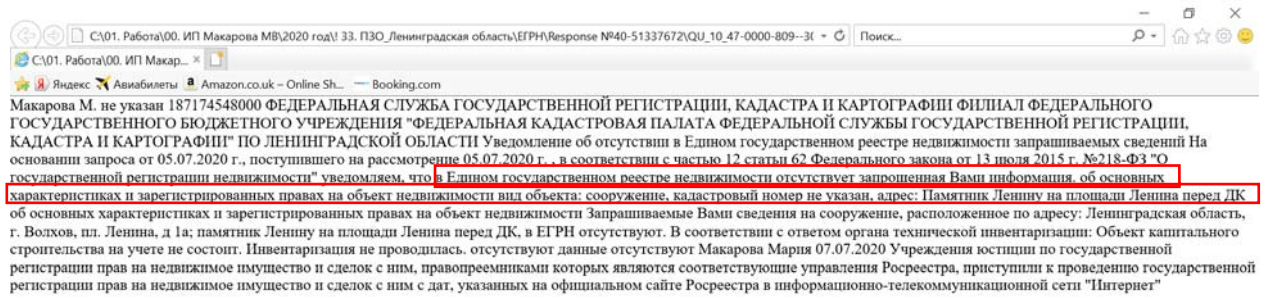 C:\01. Работа\00. ИП Макарова МВ\2020 год\! 33. ПЗО_Ленинградская область\ЕГРН\Response №40-51337672\QU_10_47-0000-809--3( Поиск...
C:\01. Работа\00. ИП Макар...
Яндекс Авиабилеты Amazon.co.uk – Online Sh... Booking.com
Макарова М. не указан 187174548000 ФЕДЕРАЛЬНАЯ СЛУЖБА ГОСУДАРСТВЕННОЙ РЕГИСТРАЦИИ, КАДАСТРА И КАРТОГРАФИИ ФИЛИАЛ ФЕДЕРАЛЬНОГО
ГОСУДАРСТВЕННОГО БЮДЖЕТНОГО УЧРЕЖДЕНИЯ "ФЕДЕРАЛЬНАЯ КАДАСТРОВАЯ ПАЛАТА ФЕДЕРАЛЬНОЙ СЛУЖБЫ ГОСУДАРСТВЕННОЙ РЕГИСТРАЦИИ,
КАДАСТРА И КАРТОГРАФИИ" ПО ЛЕНИНГРАДСКОЙ ОБЛАСТИ Уведомление об отсутствии в Едином государственном реестре недвижимости запрашиваемых сведений На
основании запроса от 05.07.2020 г., поступившего на рассмотрение 05.07.2020 г. , в соответствии с частью 12 статьи 62 Федерального закона от 13 июля 2015 г. №218-ФЗ "О
государственной регистрации недвижимости" уведомляем, что в Едином государственном реестре недвижимости отсутствует запрошенная Вами информация. об основных
характеристиках и зарегистрированных правах на объект недвижимости вид объекта: сооружение, кадастровый номер не указан, адрес: Памятник Ленину на площади Ленина перед ДК
об основных характеристиках и зарегистрированных правах на объект недвижимости Запрашиваемые Вами сведения на сооружение, расположенное по адресу: Ленинградская область,
г. Волхов, пл. Ленина, д 1а; памятник Ленину на площади Ленина перед ДК, в ЕГРН отсутствуют. В соответствии с ответом органа технической инвентаризации: Объект капитального
строительства на учете не состоит. Инвентаризация не проводилась. отсутствуют данные отсутствуют Макарова Мария 07.07.2020 Учреждения юстиции по государственной
регистрации прав на недвижимое имущество и сделок с ним, правопреемниками которых являются соответствующие управления Росреестра, приступили к проведению государственной
регистрации прав на недвижимое имущество и сделок с ним с дат, указанных на официальном сайте Росреестра в информационно-телекоммуникационной сети "Интернет"